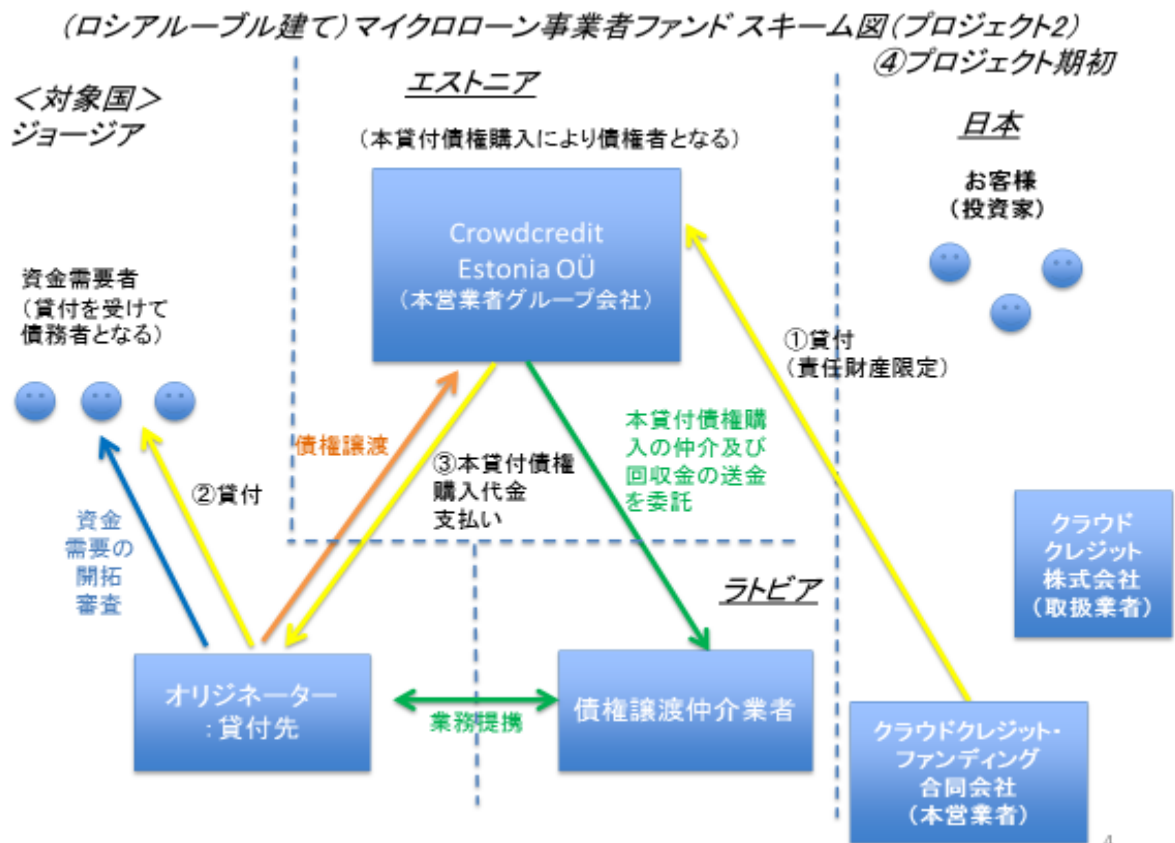 (ロシアルーブル建て)マイクロローン事業者ファンド スキーム図(プロジェクト2)
④プロジェクト期初
＜対象国＞
ジョージア
エストニア
日本
(本貸付債権購入により債権者となる)
お客様
(投資家)
Crowdcredit
Estonia OÜ
(本営業者グループ会社)
資金需要者
(貸付を受けて
債務者となる)
①貸付
(責任財産限定)
債権譲渡
③本貸付債権
購入代金
支払い
本貸付債権購
入の仲介及び
回収金の送金
を委託
②貸付
資金
需要の
開拓
審査
クラウド
クレジット
株式会社
(取扱業者)
ラトビア
オリジネーター
：貸付先
業務提携
債権譲渡仲介業者
クラウドクレジット・
ファンディング
合同会社
(本営業者)
4